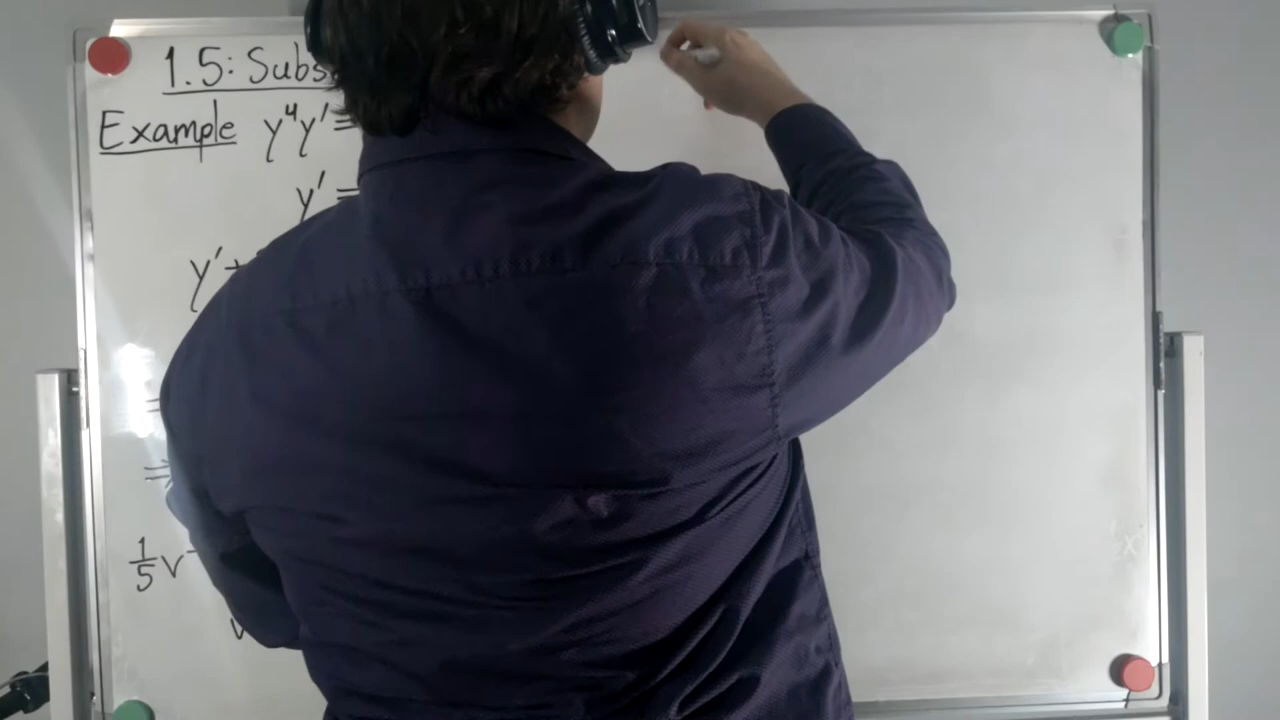 1.5: Subs
Example y⁴y′=
y′=
y′+
=
⇒
1/5 v⁻
v